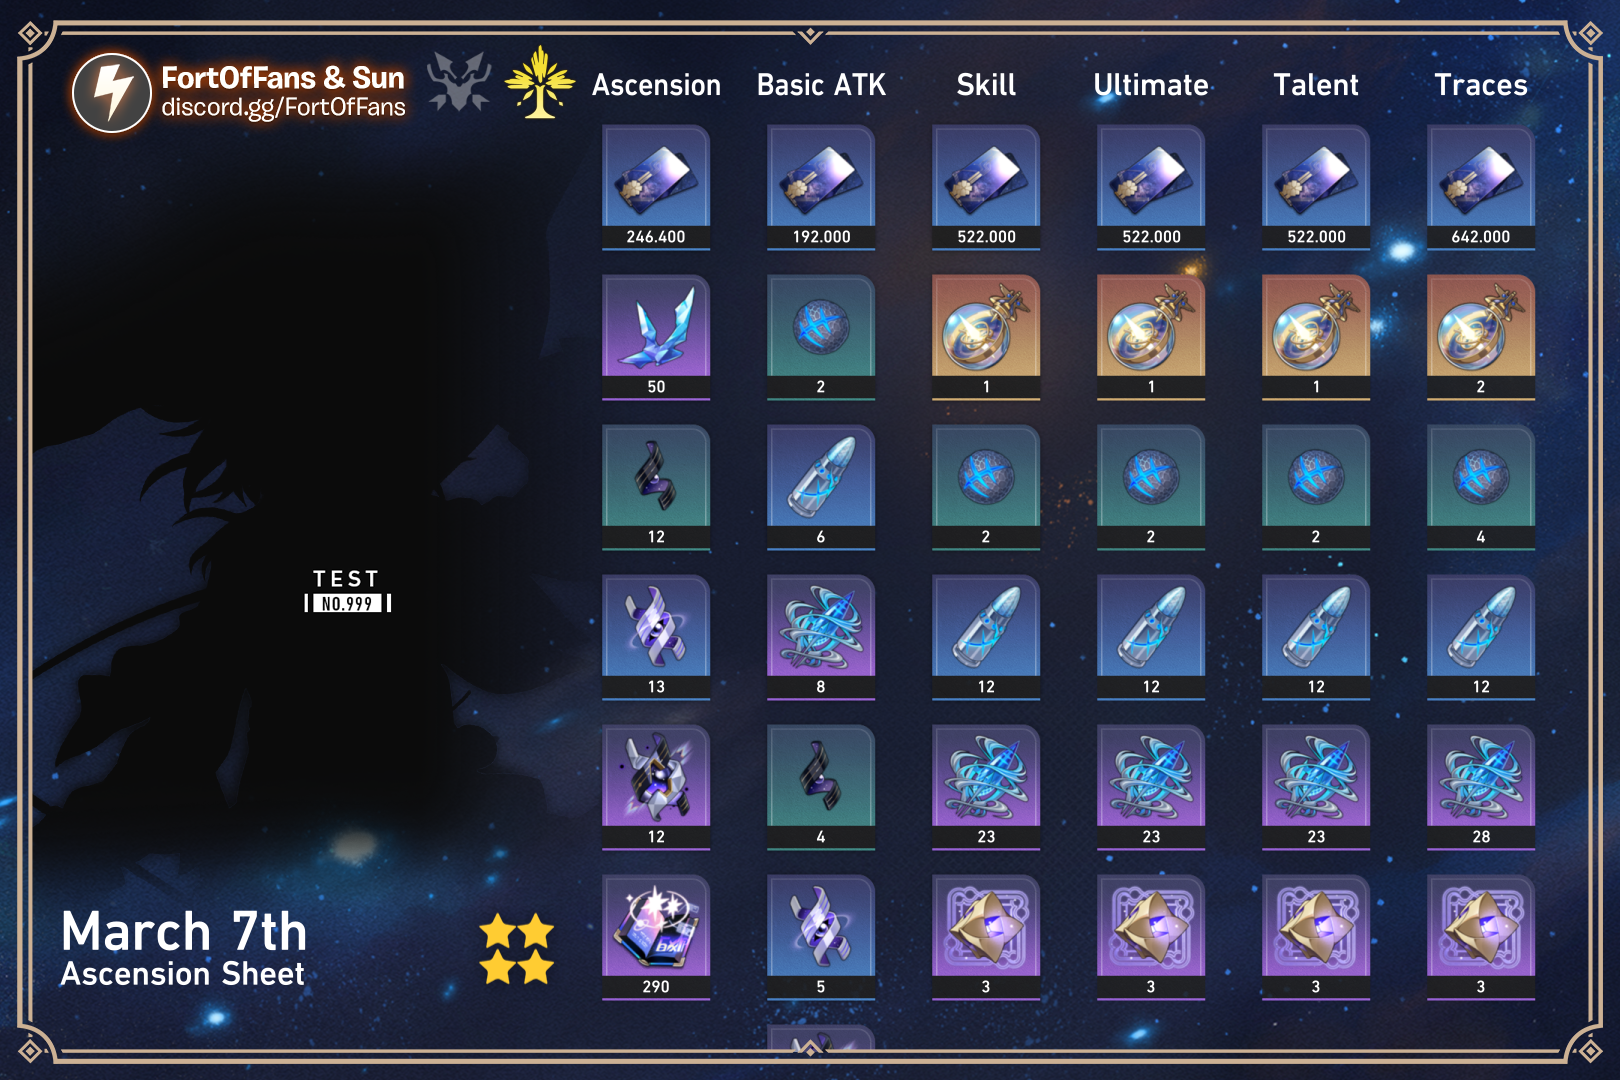 FortOfFans & Sun
discord.gg/FortOfFans
Ascension Basic ATK Skill Ultimate Talent Traces
246.400 192.000 522.000 522.000 522.000 642.000
50 2 1 1 1 2
12 6 2 2 2 4
TEST
NO.999
13 8 12 12 12 12
12 4 23 23 23 28
290 5 3 3 3 3
March 7th
Ascension Sheet